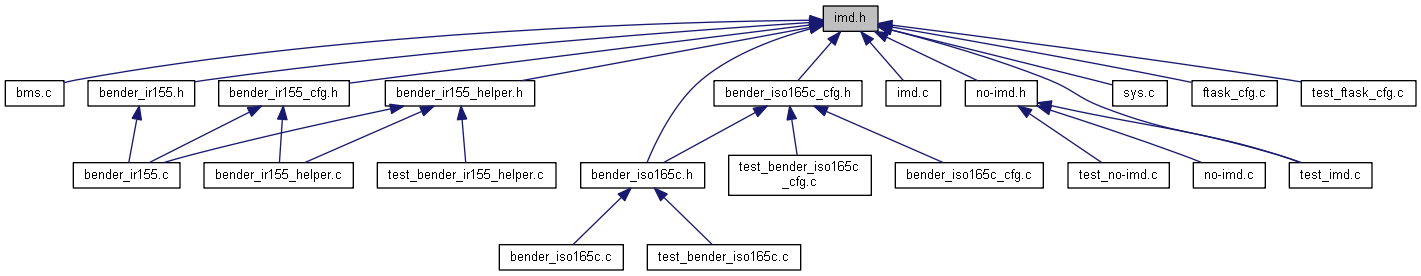 imd.h
bms.c
bender_ir155.h
bender_ir155_cfg.h
bender_ir155_helper.h
bender_iso165c_cfg.h
imd.c
no-imd.h
sys.c
ftask_cfg.c
test_ftask_cfg.c
bender_ir155.c
bender_ir155_helper.c
test_bender_ir155_helper.c
bender_iso165c.h
test_bender_iso165c
_cfg.c
bender_iso165c_cfg.c
test_no-imd.c
no-imd.c
test_imd.c
bender_iso165c.c
test_bender_iso165c.c